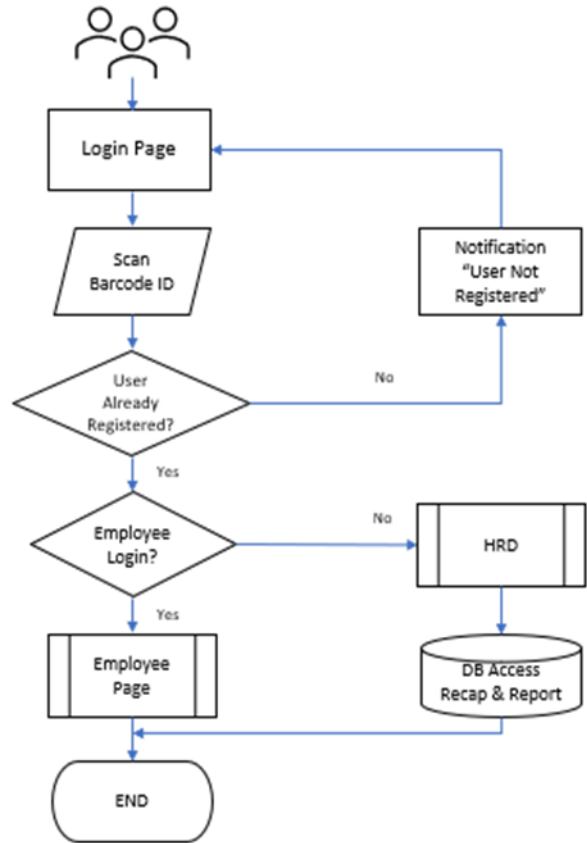 Login Page
Scan
Barcode ID
Notification
“User Not
Registered”
User
Already
Registered?
No
Yes
Employee
Login?
No
HRD
Yes
Employee
Page
DB Access
Recap & Report
END